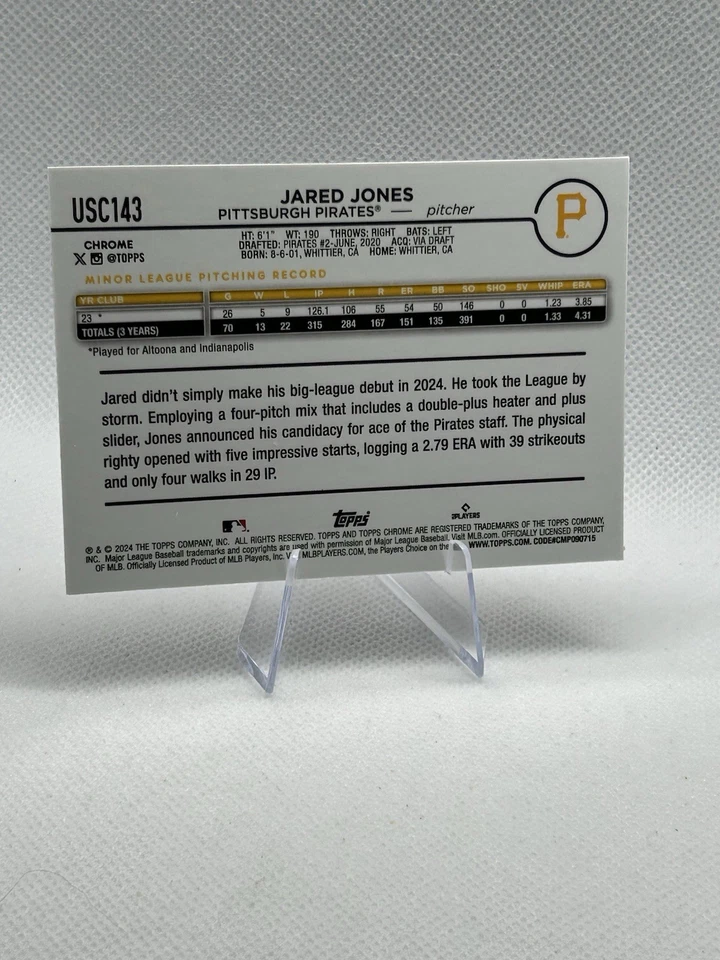 USC143
JARED JONES
PITTSBURGH PIRATES® — pitcher
P
CHROME
X @TOPPS
HT: 6'1" WT: 190 THROWS: RIGHT BATS: LEFT
DRAFTED: PIRATES #2-JUNE, 2020 ACQ: VIA DRAFT
BORN: 8-6-01, WHITTIER, CA HOME: WHITTIER, CA
MINOR LEAGUE PITCHING RECORD
YR CLUB G W L IP H R ER BB SO SHO SV WHIP ERA
23 * 26 5 9 126.1 106 55 54 50 146 0 0 1.23 3.85
TOTALS (3 YEARS) 70 13 22 315 284 167 151 135 391 0 0 1.33 4.31
*Played for Altoona and Indianapolis
Jared didn't simply make his big-league debut in 2024. He took the League by
storm. Employing a four-pitch mix that includes a double-plus heater and plus
slider, Jones announced his candidacy for ace of the Pirates staff. The physical
righty opened with five impressive starts, logging a 2.79 ERA with 39 strikeouts
and only four walks in 29 IP.
Topps
PLAYERS
® & © 2024 THE TOPPS COMPANY, INC. ALL RIGHTS RESERVED. TOPPS AND TOPPS CHROME ARE REGISTERED TRADEMARKS OF THE TOPPS COMPANY,
INC. Major League Baseball trademarks and copyrights are used with permission of Major League Baseball. Visit MLB.com. OFFICIALLY LICENSED PRODUCT
OF MLB. Officially Licensed Product of MLB Players, Inc. MLBPLAYERS.COM, the Players Choice on the WWW.TOPPS.COM. CODE#CMP090715